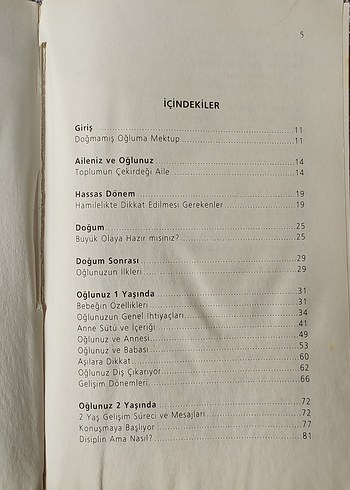 5
İÇİNDEKİLER
Giriş ........ 11
Doğmamış Oğluma Mektup ........ 11
Aileniz ve Oğlunuz ........ 14
Toplumun Çekirdeği Aile ........ 14
Hassas Dönem ........ 19
Hamilelikte Dikkat Edilmesi Gerekenler ........ 19
Doğum ........ 25
Büyük Olaya Hazır mısınız? ........ 25
Doğum Sonrası ........ 29
Oğlunuzun İlkleri ........ 29
Oğlunuz 1 Yaşında ........ 31
Bebeğin Özellikleri ........ 31
Oğlunuzun Genel İhtiyaçları ........ 34
Anne Sütü ve İçeriği ........ 41
Oğlunuz ve Annesi ........ 49
Oğlunuz ve Babası ........ 53
Aşılara Dikkat ........ 60
Oğlunuz Diş Çıkarıyor ........ 62
Gelişim Dönemleri ........ 66
Oğlunuz 2 Yaşında ........ 72
2 Yaş Gelişim Süreci ve Mesajları ........ 72
Konuşmaya Başlıyor ........ 77
Disiplin Ama Nasıl? ........ 81